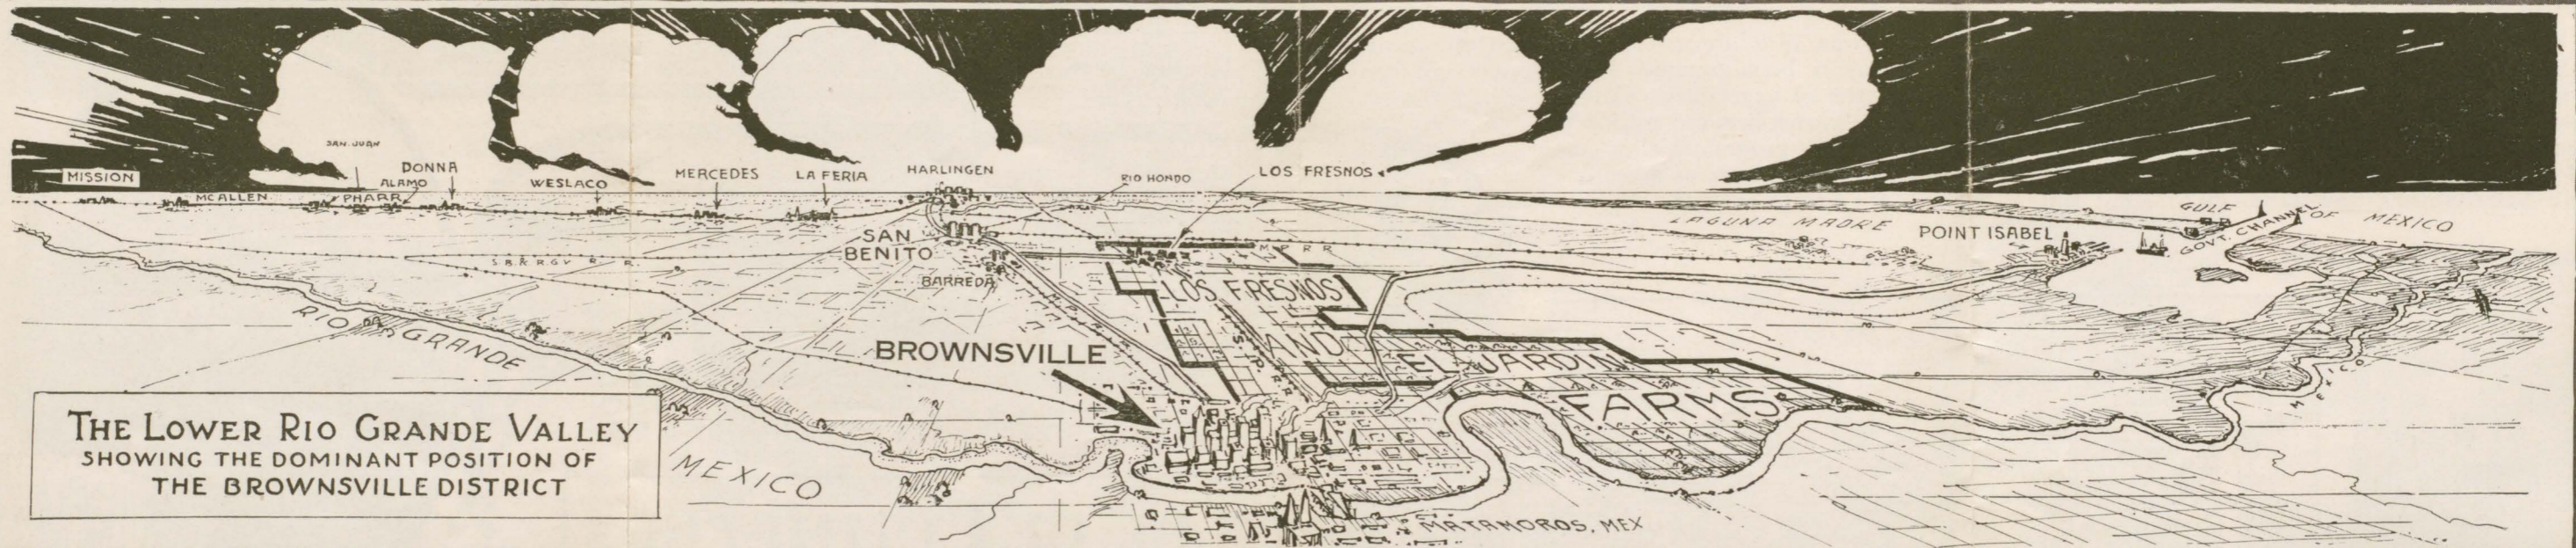 SAN JUAN
MISSION
DONNA
ALAMO
MCALLEN
PHARR
WESLACO
MERCEDES
LA FERIA
HARLINGEN
RIO HONDO
LOS FRESNOS
LAGUNA MADRE
GULF OF MEXICO
GOVT. CHANNEL
POINT ISABEL
SAN
BENITO
BARREDA
M P R R
S B & R G V R R
LOS FRESNOS
AND
EL JARDIN
FARMS
RIO GRANDE
BROWNSVILLE
MEXICO
THE LOWER RIO GRANDE VALLEY
SHOWING THE DOMINANT POSITION OF
THE BROWNSVILLE DISTRICT
MEXICO
MATAMOROS, MEX